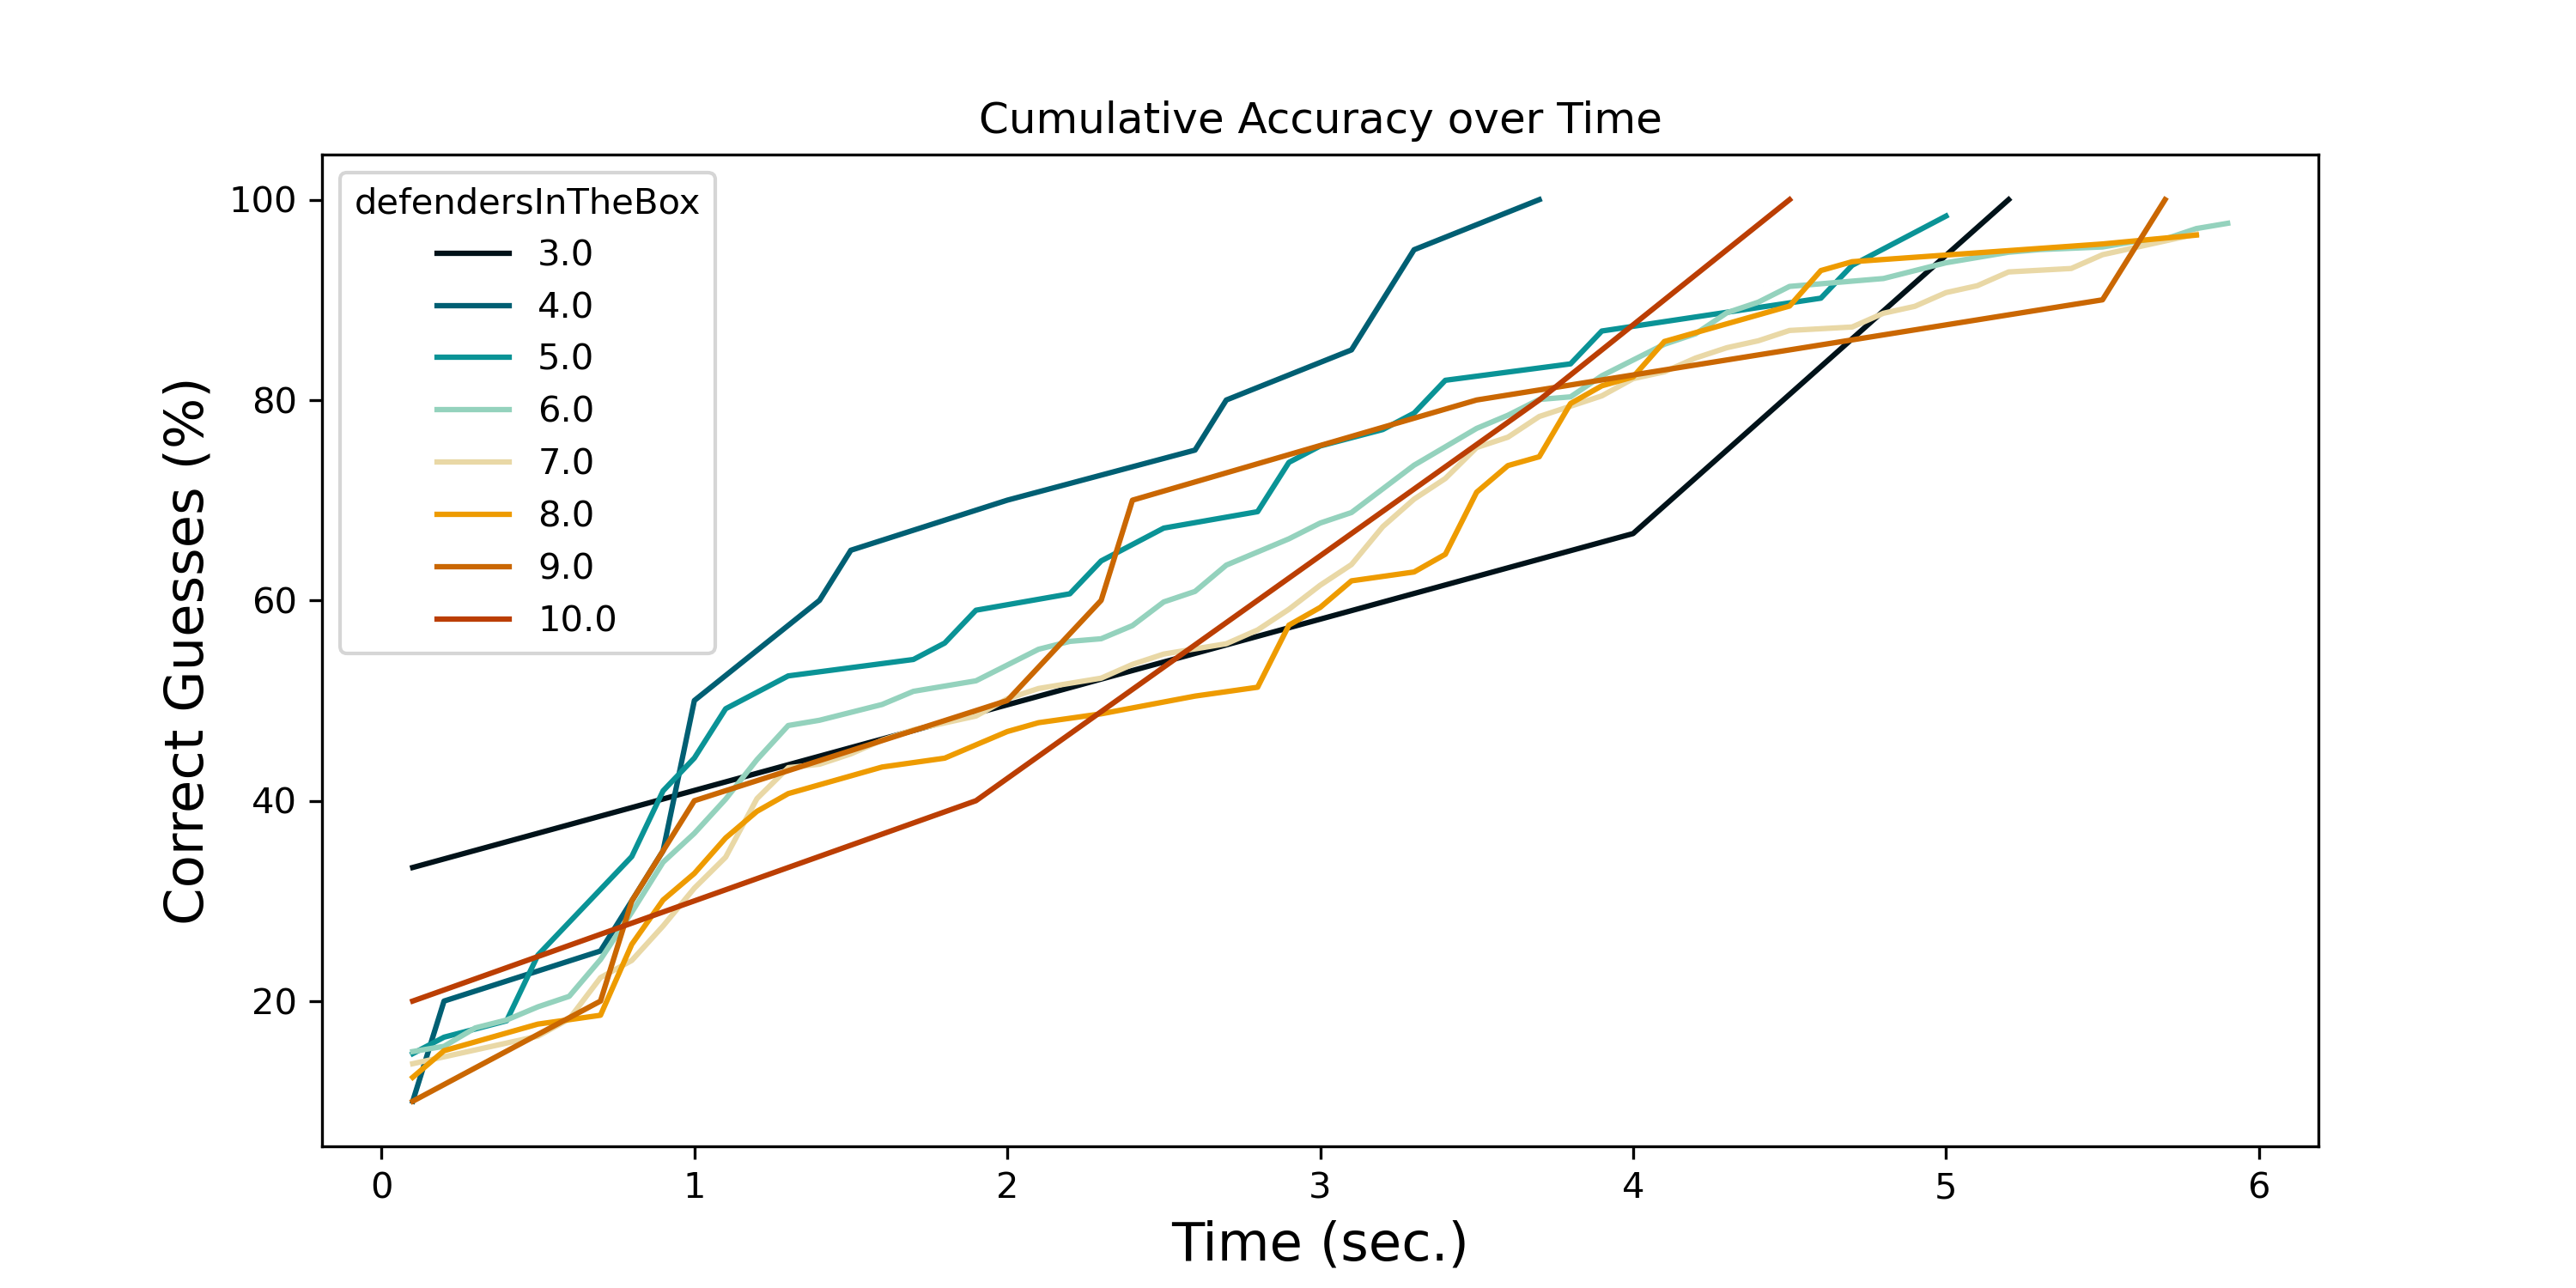 Cumulative Accuracy over Time
Correct Guesses (%)
100
80
60
40
20
defendersInTheBox
3.0
4.0
5.0
6.0
7.0
8.0
9.0
10.0
0 1 2 3 4 5 6
Time (sec.)